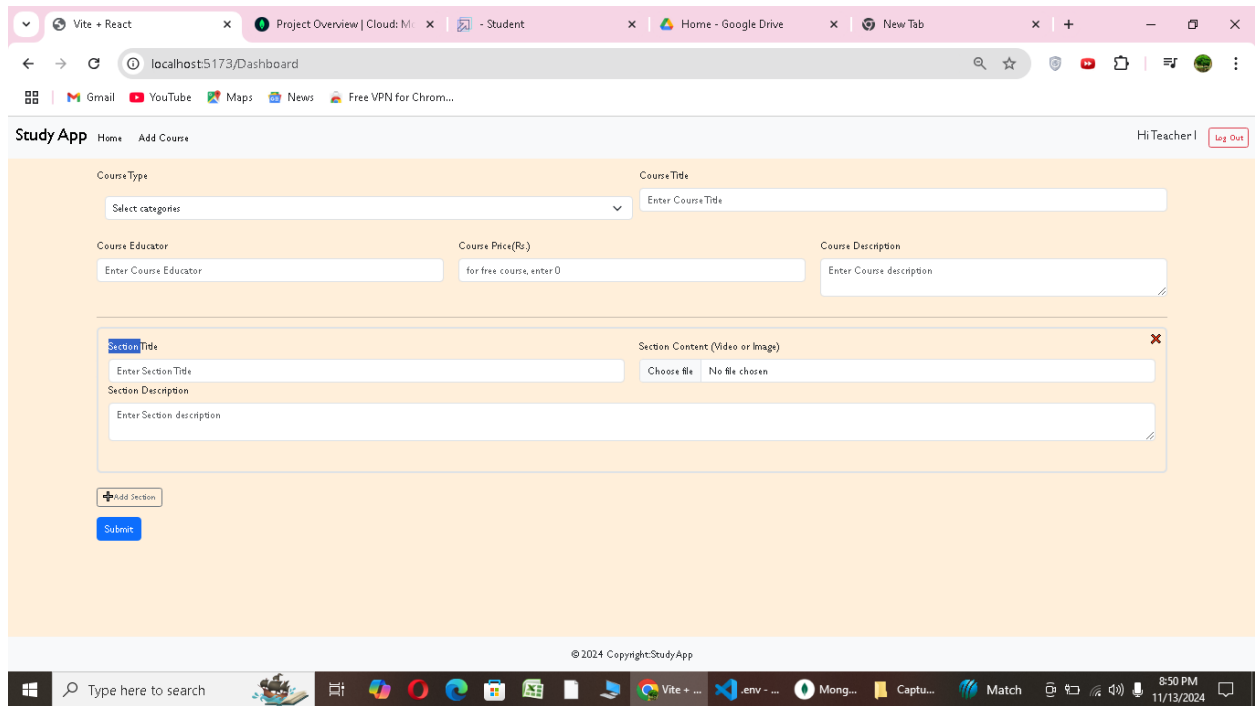 Vite + React
Project Overview | Cloud: Mo
- Student
Home - Google Drive
New Tab
localhost:5173/Dashboard
Gmail
YouTube
Maps
News
Free VPN for Chrom...
Study App
Home
Add Course
Hi Teacher1
Log Out
Course Type
Course Title
Select categories
Enter Course Title
Course Educator
Course Price(Rs.)
Course Description
Enter Course Educator
for free course, enter 0
Enter Course description
Section Title
Section Content (Video or Image)
Enter Section Title
Choose file No file chosen
Section Description
Enter Section description
Add Section
Submit
© 2024 Copyright:StudyApp
Type here to search
Vite + ...
.env - ...
Mong...
Captu...
Match
8:50 PM
11/13/2024